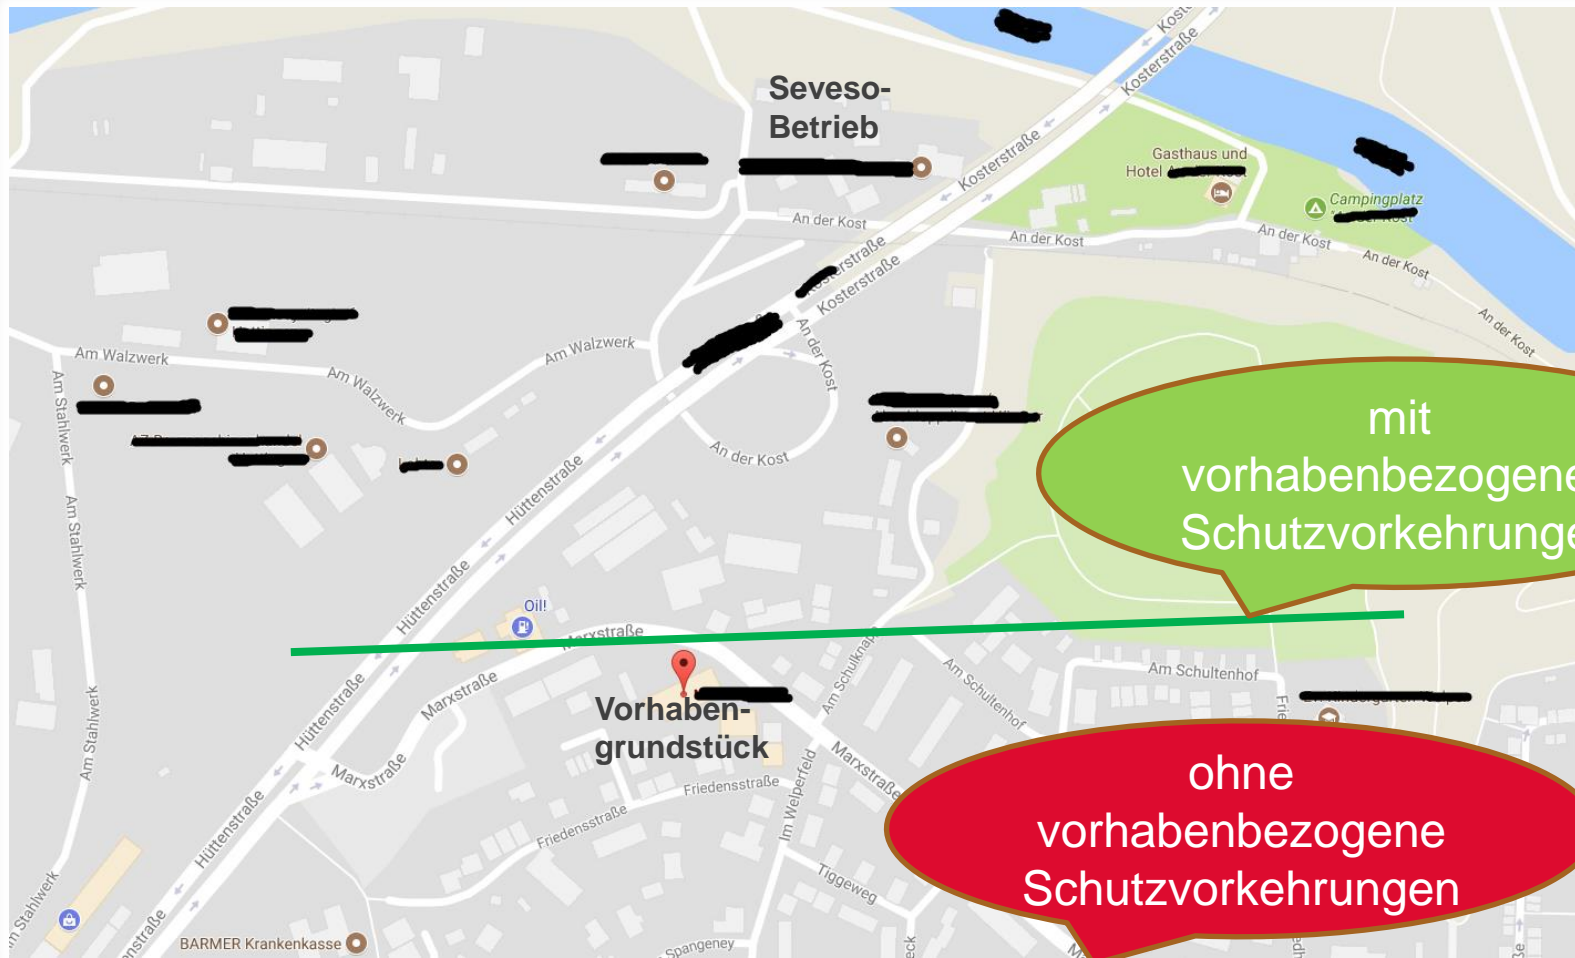 Kosterstraße
Kosterstraße
Seveso-
Betrieb
Kosterstraße
Gasthaus und
Hotel
Campingplatz
An der Kost
An der Kost
An der Kost
An der Kost
An der Kost
Kosterstraße
Kosterstraße
An der Kost
Am Walzwerk
Am Walzwerk
Am Walzwerk
Am Stahlwerk
An der Kost
mit
vorhabenbezogene
Schutzvorkehrunge
Hüttenstraße
Am Stahlwerk
Oil!
Hüttenstraße
Marxstraße
Am Schulknapp
Am Schultenhof
Am Schultenhof
Marxstraße
Vorhaben-
grundstück
Hüttenstraße
Am Stahlwerk
Marxstraße
Marxstraße
Friedensstraße
Friedensstraße
Im Welperfeld
ohne
vorhabenbezogene
Schutzvorkehrungen
Hüttenstraße
Tiggeweg
BARMER Krankenkasse
Spangeney